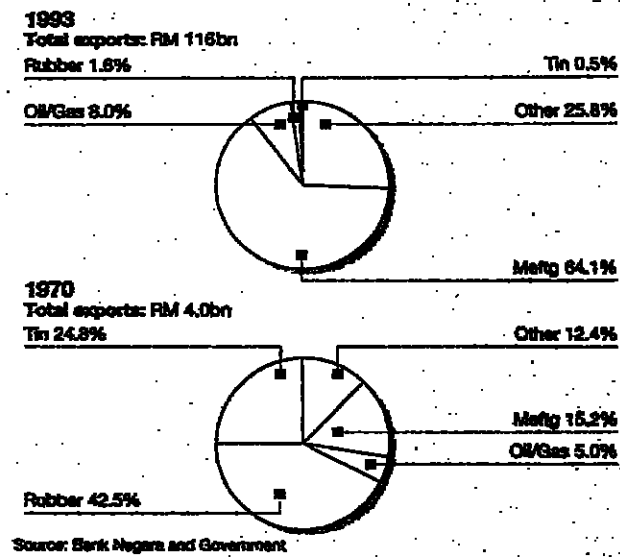 1993
Total exports: RM 116bn
Rubber 1.6%
Tin 0.5%
Oil/Gas 8.0%
Other 25.8%
64.1%
1970
Total exports: RM 4.0bn
Tin 24.8%
Other 12.4%
15.2%
Oil/Gas 5.0%
Rubber 42.5%
Source: Bank Negara and Government